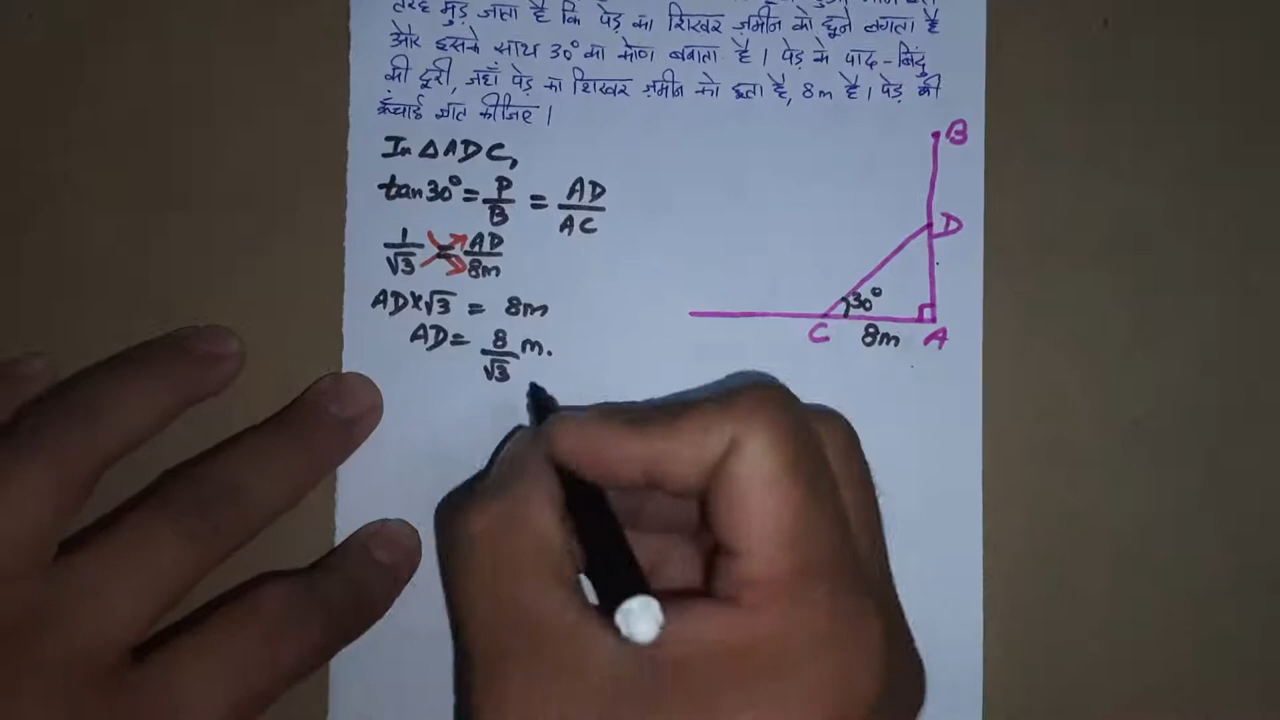 तरह मुड़ जाता है कि पेड़ का शिखर ज़मीन को छूने लगता है
और इसके साथ 30° का कोण बनाता है। पेड़ के पाद-बिंदु
की दूरी, जहाँ पेड़ का शिखर ज़मीन को छूता है, 8m है। पेड़ की
ऊँचाई ज्ञात कीजिए।
In △ADC,
tan30° = P/B = AD/AC
1/√3 = AD/8m
AD×√3 = 8m
AD = 8/√3 m.
B
D
30°
C 8m A